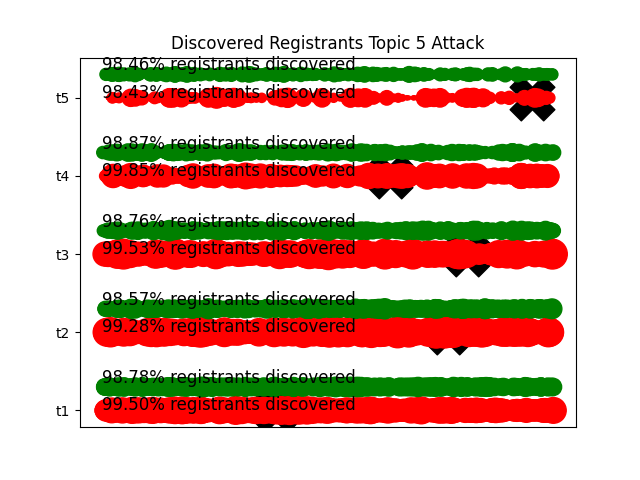 Discovered Registrants Topic 5 Attack
98.46% registrants discovered
t5
98.43% registrants discovered
98.87% registrants discovered
t4
99.85% registrants discovered
98.76% registrants discovered
t3
99.53% registrants discovered
98.57% registrants discovered
t2
99.28% registrants discovered
98.78% registrants discovered
t1
99.50% registrants discovered